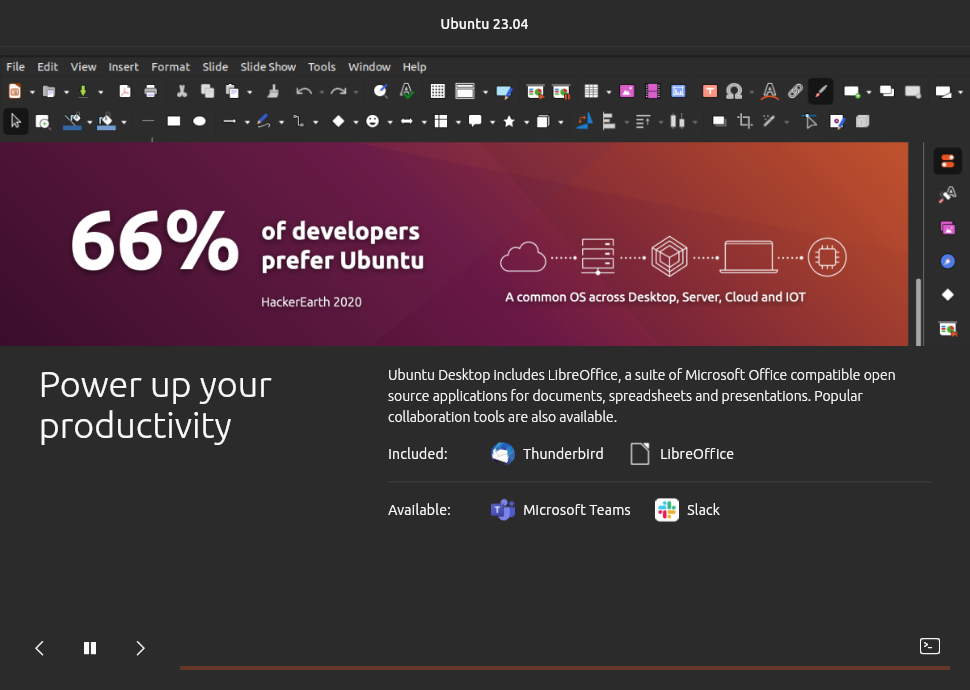 Ubuntu 23.04
File Edit View Insert Format Slide Slide Show Tools Window Help
66% of developers
prefer Ubuntu
HackerEarth 2020
A common OS across Desktop, Server, Cloud and IOT
Power up your
productivity
Ubuntu Desktop includes LibreOffice, a suite of Microsoft Office compatible open
source applications for documents, spreadsheets and presentations. Popular
collaboration tools are also available.
Included: Thunderbird LibreOffice
Available: Microsoft Teams Slack